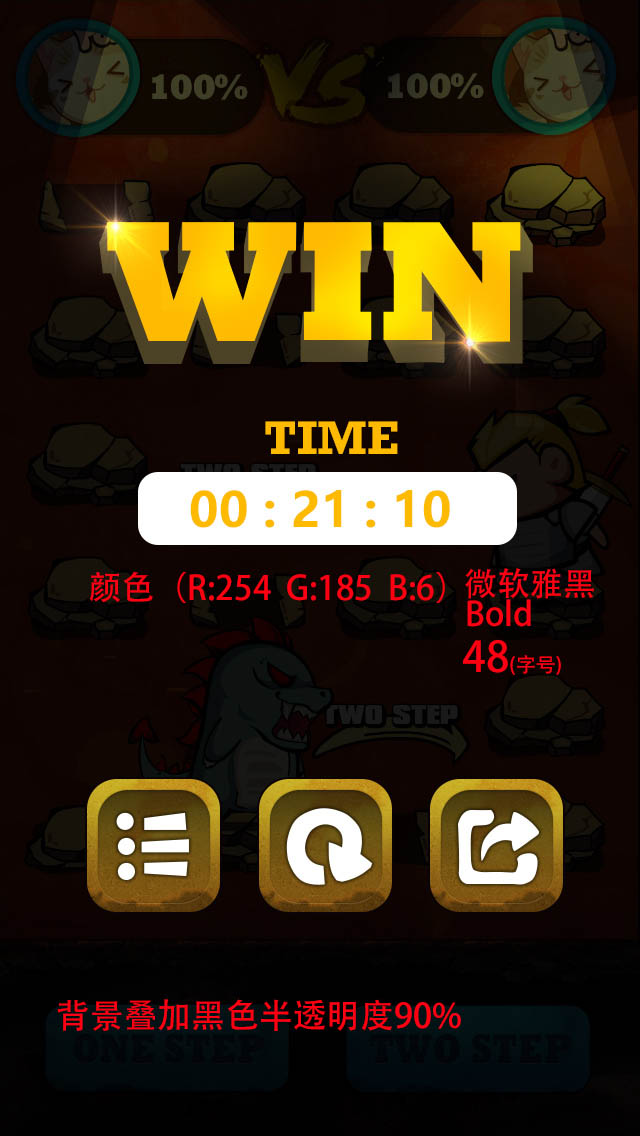 100% VS 100%
WIN
TIME
TWO STEP
00 : 21 : 10
颜色（R:254 G:185 B:6）微软雅黑
Bold
48(字号)
TWO STEP
背景叠加黑色半透明度90%
ONE STEP TWO STEP